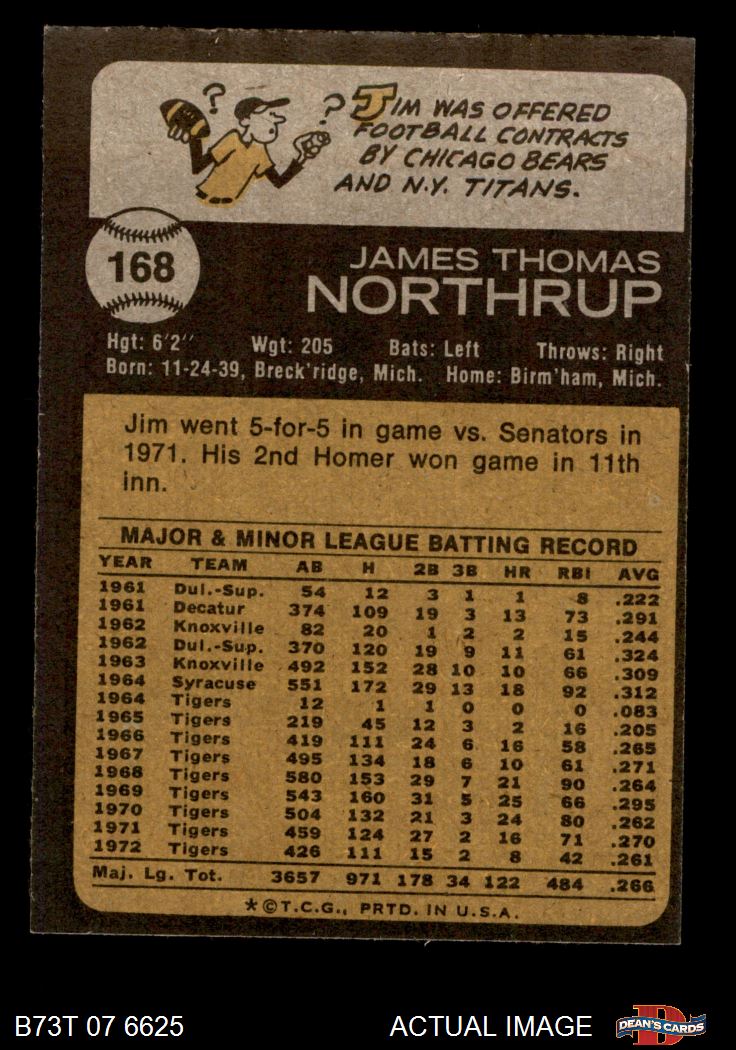 ? ? JIM WAS OFFERED
FOOTBALL CONTRACTS
BY CHICAGO BEARS
AND N.Y. TITANS.
168
JAMES THOMAS
NORTHRUP
Hgt: 6'2" Wgt: 205 Bats: Left Throws: Right
Born: 11-24-39, Breck'ridge, Mich. Home: Birm'ham, Mich.
Jim went 5-for-5 in game vs. Senators in
1971. His 2nd Homer won game in 11th
inn.
MAJOR & MINOR LEAGUE BATTING RECORD
YEAR TEAM AB H 2B 3B HR RBI AVG
1961 Dul.-Sup. 54 12 3 1 1 8 .222
1961 Decatur 374 109 19 3 13 73 .291
1962 Knoxville 82 20 1 2 2 15 .244
1962 Dul.-Sup. 370 120 19 9 11 61 .324
1963 Knoxville 492 152 28 10 10 66 .309
1964 Syracuse 551 172 29 13 18 92 .312
1964 Tigers 12 1 1 0 0 0 .083
1965 Tigers 219 45 12 3 2 16 .205
1966 Tigers 419 111 24 6 16 58 .265
1967 Tigers 495 134 18 6 10 61 .271
1968 Tigers 580 153 29 7 21 90 .264
1969 Tigers 543 160 31 5 25 66 .295
1970 Tigers 504 132 21 3 24 80 .262
1971 Tigers 459 124 27 2 16 71 .270
1972 Tigers 426 111 15 2 8 42 .261
Maj. Lg. Tot. 3657 971 178 34 122 484 .266
*©T.C.G., PRTD. IN U.S.A.
B73T 07 6625 ACTUAL IMAGE D DEAN'S CARDS